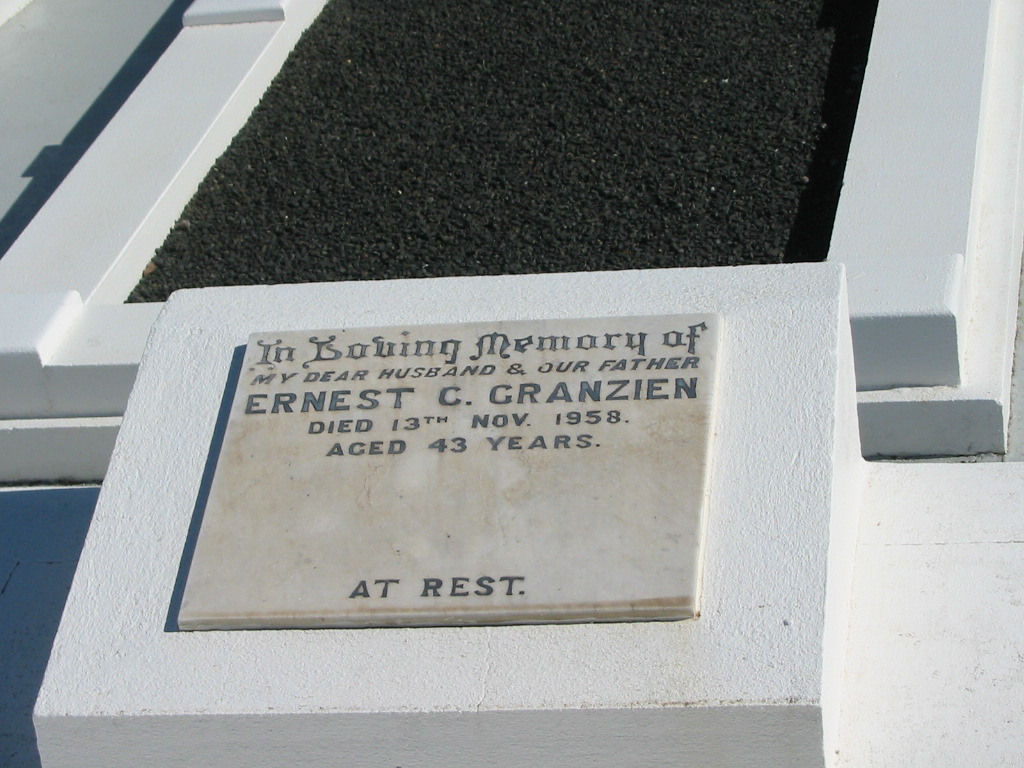 In Loving Memory of
MY DEAR HUSBAND & OUR FATHER
ERNEST C. GRANZIEN
DIED 13TH NOV. 1958.
AGED 43 YEARS.
AT REST.